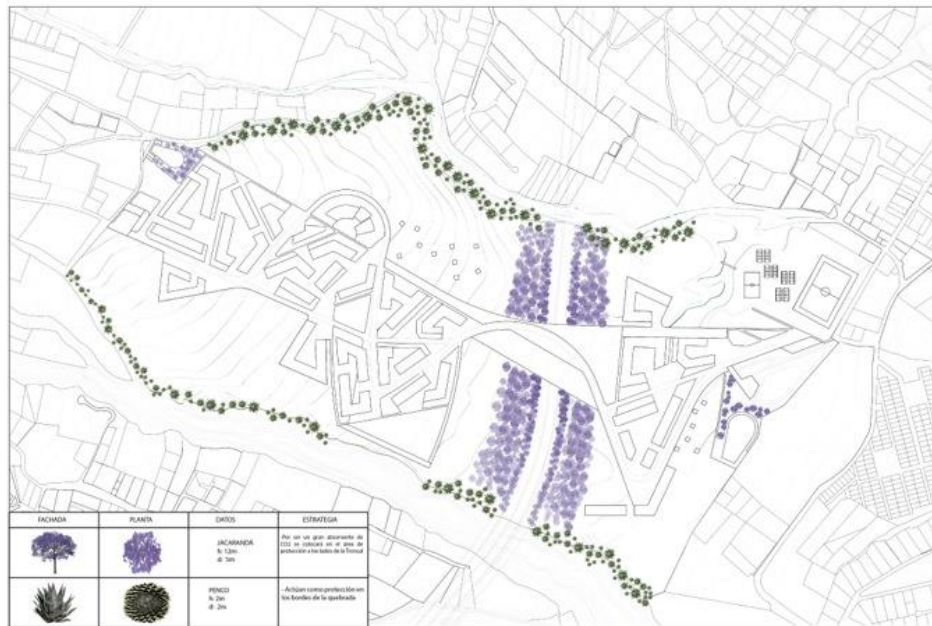 FACHADA PLANTA DATOS ESTRATEGIA
JACARANDA
h: 12m
d: 5m
-Por ser un gran absorvente de
CO2 se colocará en el área de
protección a los lados de la Troncal
PENCO
h: 2m
d: 2m
- Actúan como protección en
los bordes de la quebrada